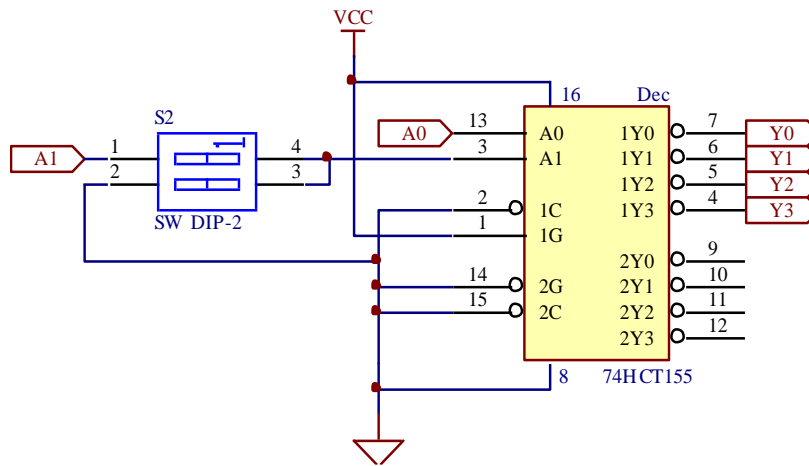 VCC
16 Dec
S2
A0 13 A0 1Y0 7 Y0
A1 1 4 3 A1 1Y1 6 Y1
2 3 1Y2 5 Y2
SW DIP-2 2 1C 1Y3 4 Y3
1 1G
2Y0 9
14 2G 2Y1 10
15 2C 2Y2 11
2Y3 12
8 74HCT155